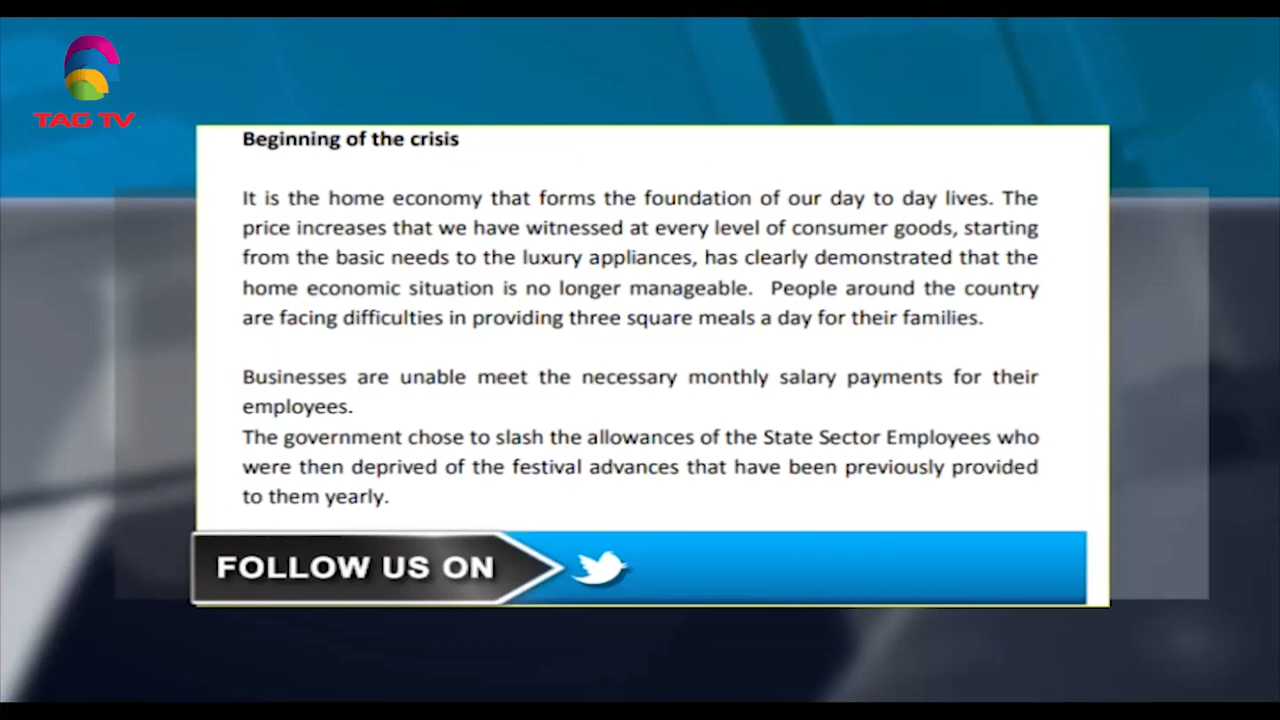 TAG TV
Beginning of the crisis
It is the home economy that forms the foundation of our day to day lives. The
price increases that we have witnessed at every level of consumer goods, starting
from the basic needs to the luxury appliances, has clearly demonstrated that the
home economic situation is no longer manageable. People around the country
are facing difficulties in providing three square meals a day for their families.
Businesses are unable meet the necessary monthly salary payments for their
employees.
The government chose to slash the allowances of the State Sector Employees who
were then deprived of the festival advances that have been previously provided
to them yearly.
FOLLOW US ON